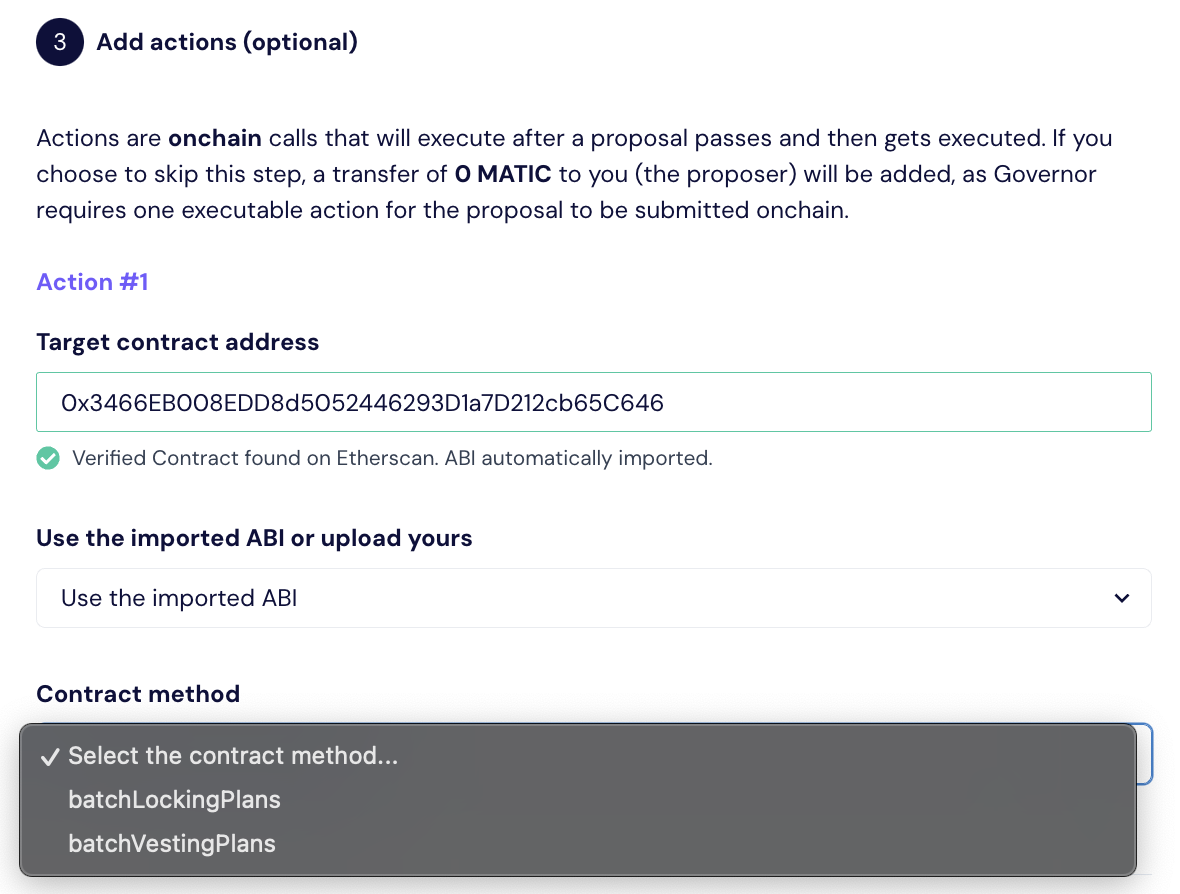 3 Add actions (optional)
Actions are onchain calls that will execute after a proposal passes and then gets executed. If you
choose to skip this step, a transfer of 0 MATIC to you (the proposer) will be added, as Governor
requires one executable action for the proposal to be submitted onchain.
Action #1
Target contract address
0x3466EB008EDD8d5052446293D1a7D212cb65C646
Verified Contract found on Etherscan. ABI automatically imported.
Use the imported ABI or upload yours
Use the imported ABI
Contract method
✓ Select the contract method...
batchLockingPlans
batchVestingPlans